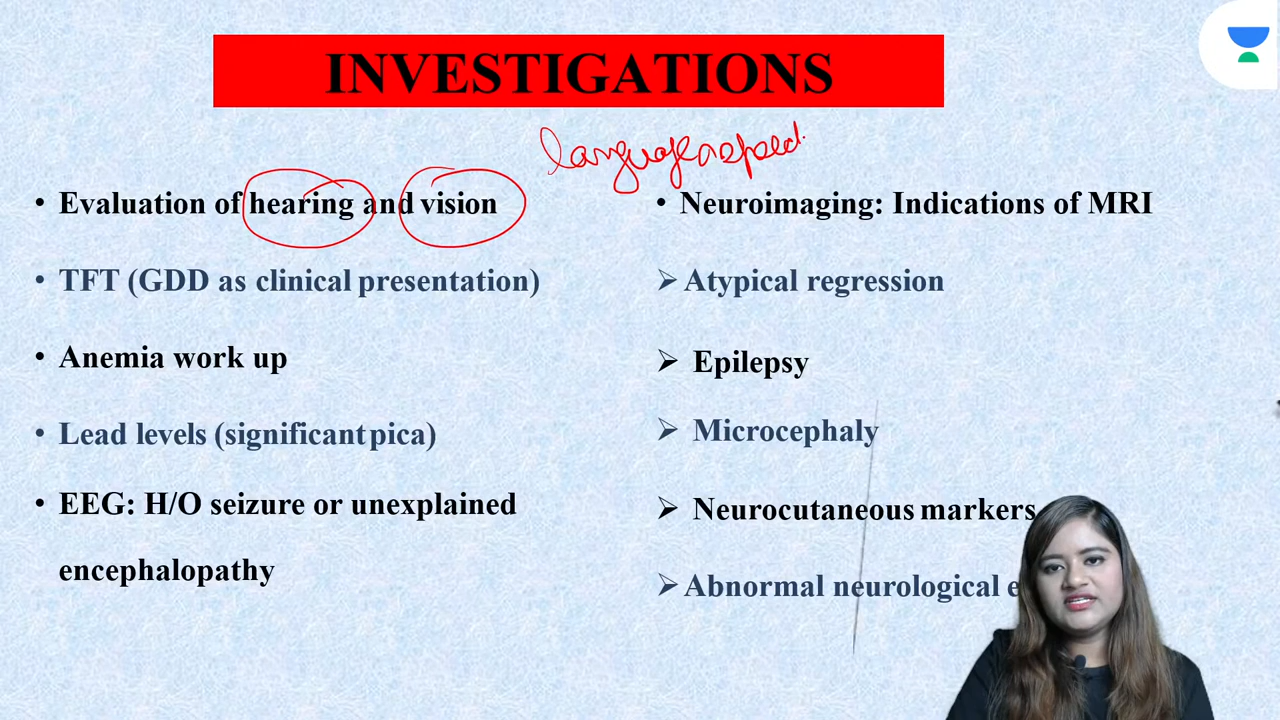 INVESTIGATIONS
language
• Evaluation of hearing and vision
• TFT (GDD as clinical presentation)
• Anemia work up
• Lead levels (significant pica)
• EEG: H/O seizure or unexplained
encephalopathy
• Neuroimaging: Indications of MRI
➢ Atypical regression
➢ Epilepsy
➢ Microcephaly
➢ Neurocutaneous markers
➢ Abnormal neurological